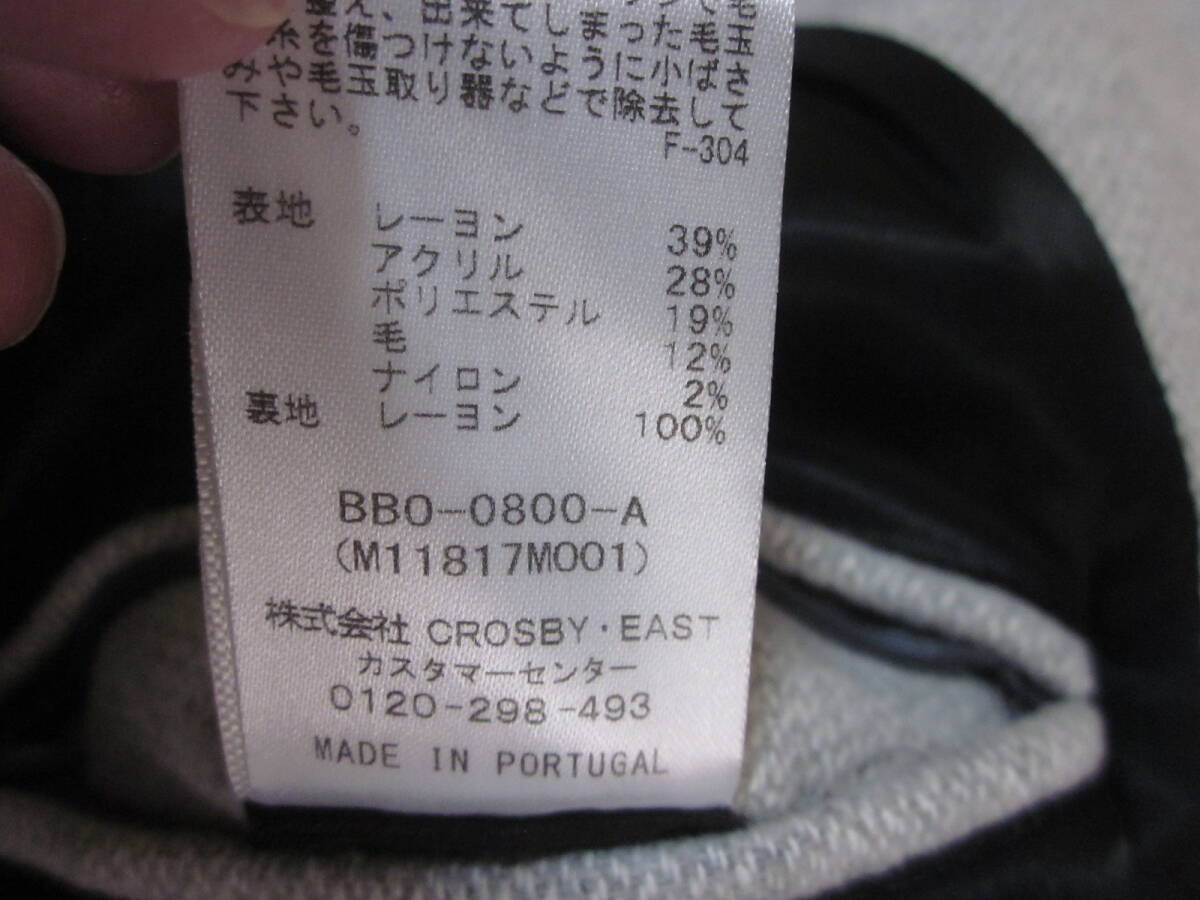 整え、出来てしまった毛玉
糸を傷つけないように小ばさ
みや毛玉取り器などで除去して
下さい。
F-304
表地 レーヨン 39%
アクリル 28%
ポリエステル 19%
毛 12%
ナイロン 2%
裏地 レーヨン 100%
BBO-0800-A
(M11817M001)
株式会社 CROSBY・EAST
カスタマーセンター
0120-298-493
MADE IN PORTUGAL